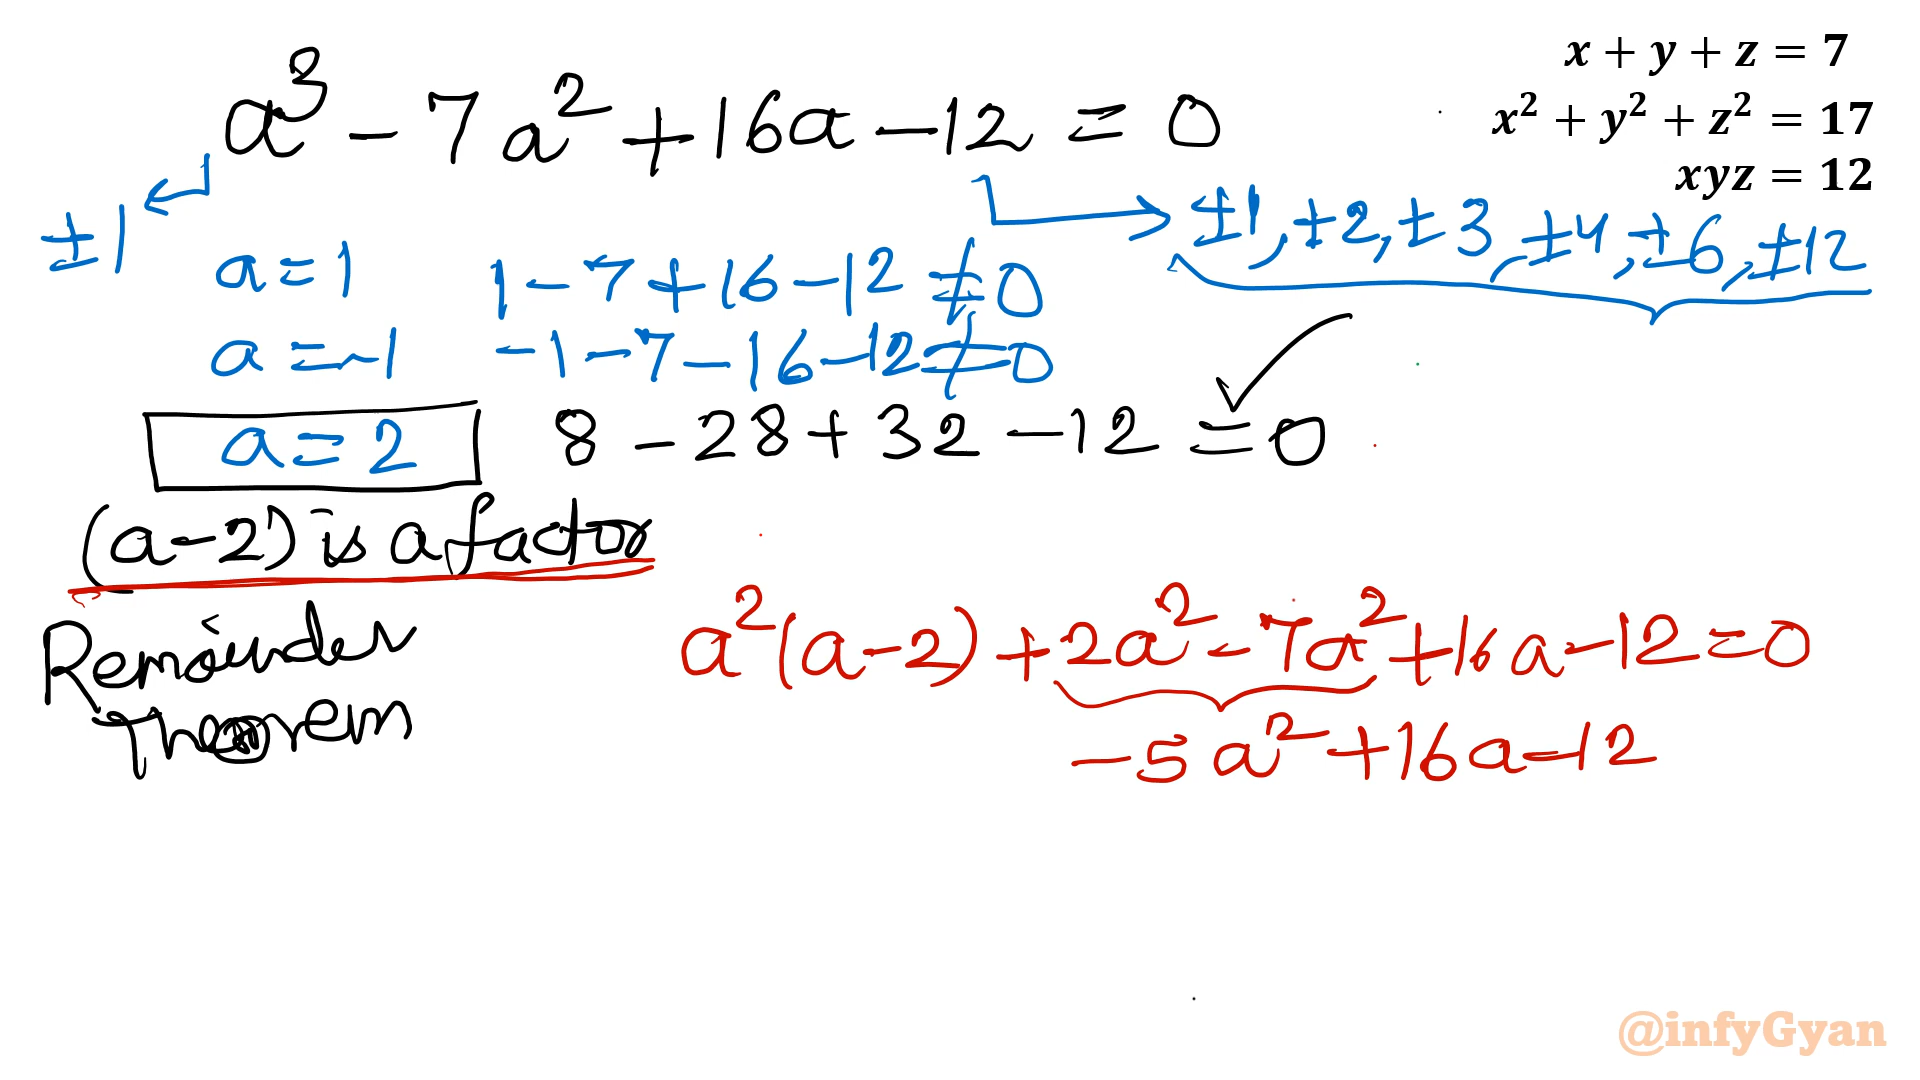 a³ − 7a² + 16a − 12 = 0
x + y + z = 7
x² + y² + z² = 17
xyz = 12
±1
±1, ±2, ±3, ±4, ±6, ±12
a = 1   1 − 7 + 16 − 12 ≠ 0
a = −1   −1 − 7 − 16 − 12 ≠ 0
a = 2   8 − 28 + 32 − 12 = 0
(a−2) is a factor
Remainder
Theorem
a²(a−2) + 2a² − 7a² + 16a − 12 = 0
−5a² + 16a − 12
@infyGyan